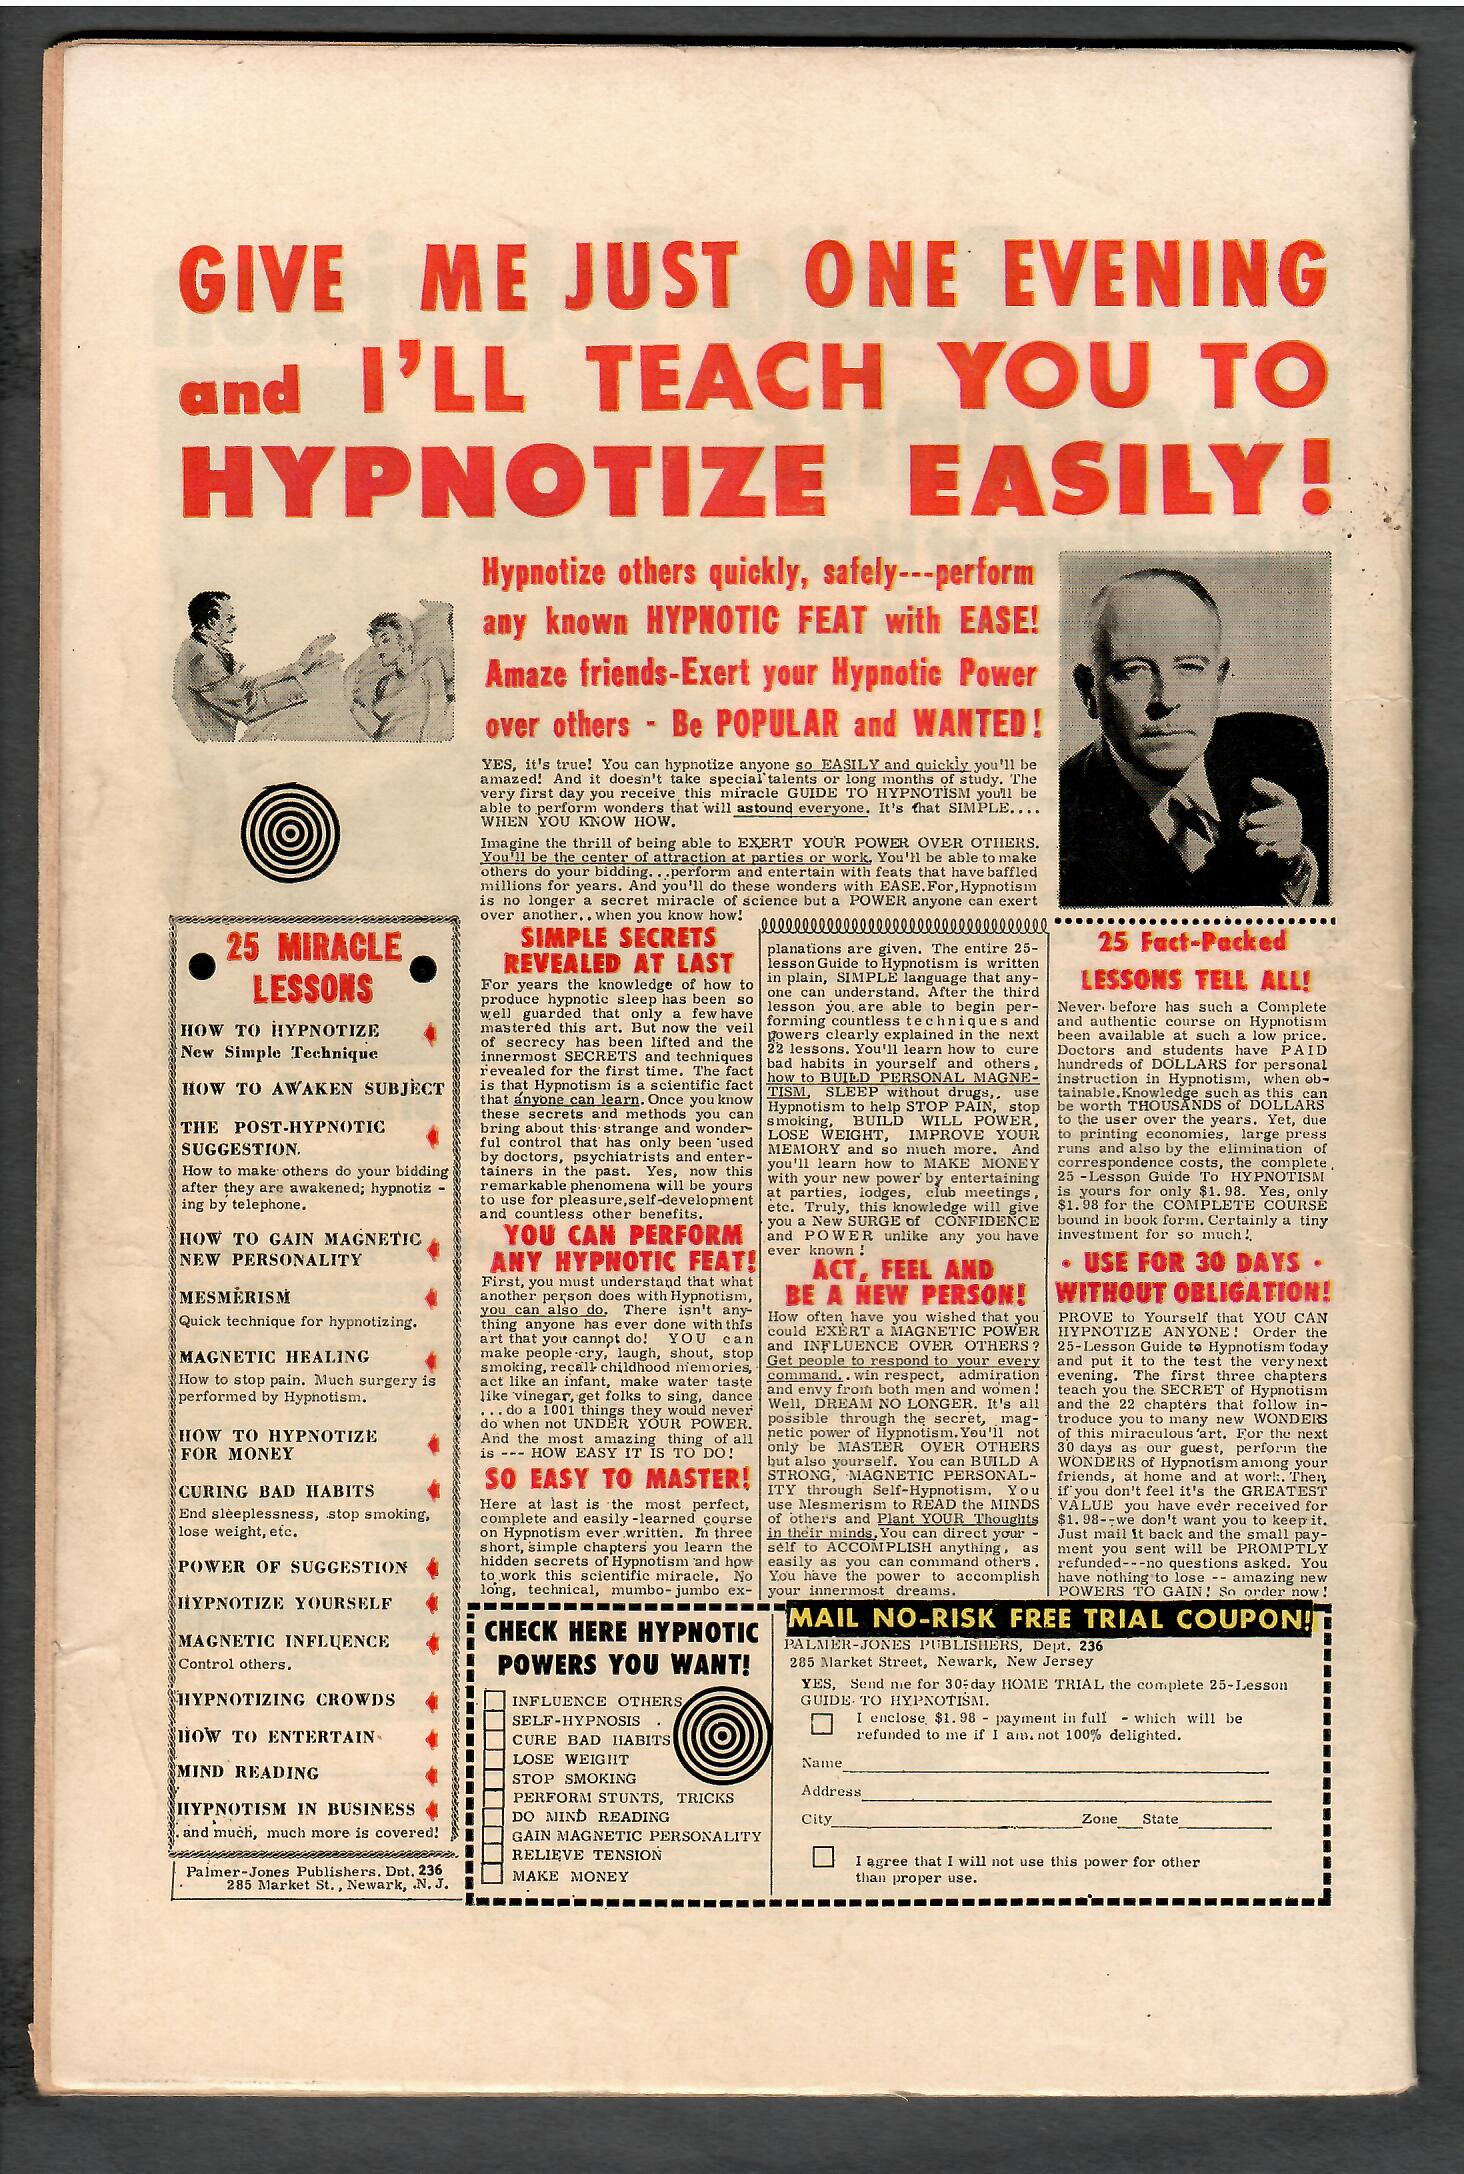 GIVE ME JUST ONE EVENING
and I'LL TEACH YOU TO
HYPNOTIZE EASILY!
Hypnotize others quickly, safely---perform
any known HYPNOTIC FEAT with EASE!
Amaze friends-Exert your Hypnotic Power
over others - Be POPULAR and WANTED!
YES, it's true! You can hypnotize anyone so EASILY and quickly you'll be
amazed! And it doesn't take special talents or long months of study. The
very first day you receive this miracle GUIDE TO HYPNOTISM you'll be
able to perform wonders that will astound everyone. It's that SIMPLE....
WHEN YOU KNOW HOW.
Imagine the thrill of being able to EXERT YOUR POWER OVER OTHERS.
You'll be the center of attraction at parties or work. You'll be able to make
others do your bidding...perform and entertain with feats that have baffled
millions for years. And you'll do these wonders with EASE. For, Hypnotism
is no longer a secret miracle of science but a POWER anyone can exert
over another.. when you know how!
25 MIRACLE
LESSONS
HOW TO HYPNOTIZE
New Simple Technique
HOW TO AWAKEN SUBJECT
THE POST-HYPNOTIC
SUGGESTION.
How to make others do your bidding
after they are awakened; hypnotiz -
ing by telephone.
HOW TO GAIN MAGNETIC
NEW PERSONALITY
MESMERISM
Quick technique for hypnotizing.
MAGNETIC HEALING
How to stop pain. Much surgery is
performed by Hypnotism.
HOW TO HYPNOTIZE
FOR MONEY
CURING BAD HABITS
End sleeplessness, stop smoking,
lose weight, etc.
POWER OF SUGGESTION
HYPNOTIZE YOURSELF
MAGNETIC INFLUENCE
Control others.
HYPNOTIZING CROWDS
HOW TO ENTERTAIN
MIND READING
HYPNOTISM IN BUSINESS
. and much, much more is covered!
Palmer-Jones Publishers. Dpt. 236
285 Market St., Newark, N. J.
SIMPLE SECRETS
REVEALED AT LAST
For years the knowledge of how to
produce hypnotic sleep has been so
well guarded that only a few have
mastered this art. But now the veil
of secrecy has been lifted and the
innermost SECRETS and techniques
revealed for the first time. The fact
is that Hypnotism is a scientific fact
that anyone can learn. Once you know
these secrets and methods you can
bring about this strange and wonder-
ful control that has only been used
by doctors, psychiatrists and enter-
tainers in the past. Yes, now this
remarkable phenomena will be yours
to use for pleasure, self-development
and countless other benefits.
YOU CAN PERFORM
ANY HYPNOTIC FEAT!
First, you must understand that what
another person does with Hypnotism,
you can also do. There isn't any-
thing anyone has ever done with this
art that you cannot do! YOU can
make people cry, laugh, shout, stop
smoking, recall childhood memories,
act like an infant, make water taste
like vinegar, get folks to sing, dance
... do a 1001 things they would never
do when not UNDER YOUR POWER.
And the most amazing thing of all
is --- HOW EASY IT IS TO DO!
SO EASY TO MASTER!
Here at last is the most perfect,
complete and easily-learned course
on Hypnotism ever written. In three
short, simple chapters you learn the
hidden secrets of Hypnotism and how
to work this scientific miracle. No
long, technical, mumbo-jumbo ex-
planations are given. The entire 25-
lesson Guide to Hypnotism is written
in plain, SIMPLE language that any-
one can understand. After the third
lesson you are able to begin per-
forming countless techniques and
powers clearly explained in the next
22 lessons. You'll learn how to cure
bad habits in yourself and others,
how to BUILD PERSONAL MAGNE-
TISM, SLEEP without drugs,. use
Hypnotism to help STOP PAIN, stop
smoking, BUILD WILL POWER,
LOSE WEIGHT, IMPROVE YOUR
MEMORY and so much more. And
you'll learn how to MAKE MONEY
with your new power by entertaining
at parties, lodges, club meetings,
etc. Truly, this knowledge will give
you a New SURGE of CONFIDENCE
and POWER unlike any you have
ever known!
ACT, FEEL AND
BE A NEW PERSON!
How often have you wished that you
could EXERT a MAGNETIC POWER
and INFLUENCE OVER OTHERS?
Get people to respond to your every
command.. win respect, admiration
and envy from both men and women!
Well, DREAM NO LONGER. It's all
possible through the secret, mag-
netic power of Hypnotism. You'll not
only be MASTER OVER OTHERS
but also yourself. You can BUILD A
STRONG, MAGNETIC PERSONAL-
ITY through Self-Hypnotism. You
use Mesmerism to READ the MINDS
of others and Plant YOUR Thoughts
in their minds. You can direct your -
self to ACCOMPLISH anything, as
easily as you can command others.
You have the power to accomplish
your innermost dreams.
25 Fact-Packed
LESSONS TELL ALL!
Never before has such a Complete
and authentic course on Hypnotism
been available at such a low price.
Doctors and students have PAID
hundreds of DOLLARS for personal
instruction in Hypnotism, when ob-
tainable. Knowledge such as this can
be worth THOUSANDS of DOLLARS
to the user over the years. Yet, due
to printing economies, large press
runs and also by the elimination of
correspondence costs, the complete
25 -Lesson Guide To HYPNOTISM
is yours for only $1.98. Yes, only
$1.98 for the COMPLETE COURSE
bound in book form. Certainly a tiny
investment for so much!
• USE FOR 30 DAYS •
WITHOUT OBLIGATION!
PROVE to Yourself that YOU CAN
HYPNOTIZE ANYONE! Order the
25-Lesson Guide to Hypnotism today
and put it to the test the very next
evening. The first three chapters
teach you the SECRET of Hypnotism
and the 22 chapters that follow in-
troduce you to many new WONDERS
of this miraculous art. For the next
30 days as our guest, perform the
WONDERS of Hypnotism among your
friends, at home and at work. Then,
if you don't feel it's the GREATEST
VALUE you have ever received for
$1.98--we don't want you to keep it.
Just mail it back and the small pay-
ment you sent will be PROMPTLY
refunded---no questions asked. You
have nothing to lose -- amazing new
POWERS TO GAIN! So order now!
CHECK HERE HYPNOTIC
POWERS YOU WANT!
INFLUENCE OTHERS
SELF-HYPNOSIS
CURE BAD HABITS
LOSE WEIGHT
STOP SMOKING
PERFORM STUNTS, TRICKS
DO MIND READING
GAIN MAGNETIC PERSONALITY
RELIEVE TENSION
MAKE MONEY
MAIL NO-RISK FREE TRIAL COUPON!
PALMER-JONES PUBLISHERS, Dept. 236
285 Market Street, Newark, New Jersey
YES, Send me for 30-day HOME TRIAL the complete 25-Lesson
GUIDE TO HYPNOTISM.
I enclose $1.98 - payment in full - which will be
refunded to me if I am not 100% delighted.
Name
Address
City Zone State
I agree that I will not use this power for other
than proper use.